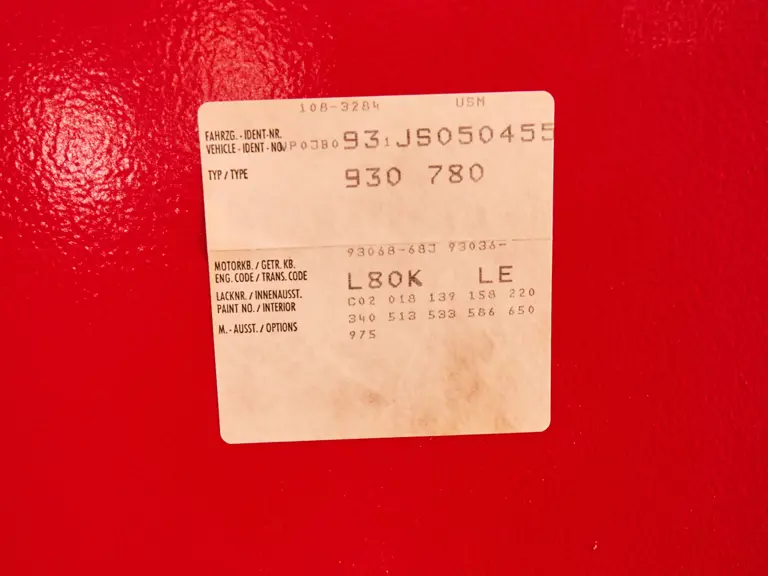 108-3284 USM
FAHRZG. - IDENT-NR.
VEHICLE - IDENT - NO. WP0JB0931JS050455
TYP / TYPE 930 780
93068-68J 93036-
MOTORKB. / GETR. KB.
ENG. CODE / TRANS. CODE L80K LE
LACKNR. / INNENAUSST. C02 018 139 158 220
PAINT NO. / INTERIOR 340 513 533 586 650
M. - AUSST. / OPTIONS 975